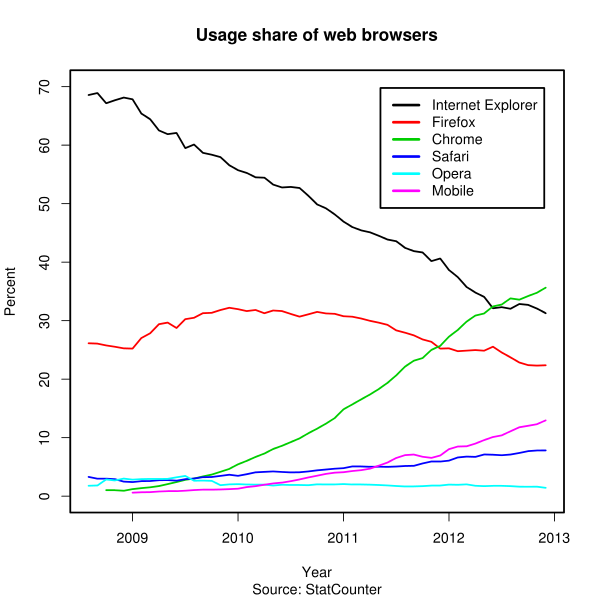 Usage share of web browsers
70
60
50
40
30
20
10
0
Percent
Internet Explorer
Firefox
Chrome
Safari
Opera
Mobile
2009 2010 2011 2012 2013
Year
Source: StatCounter